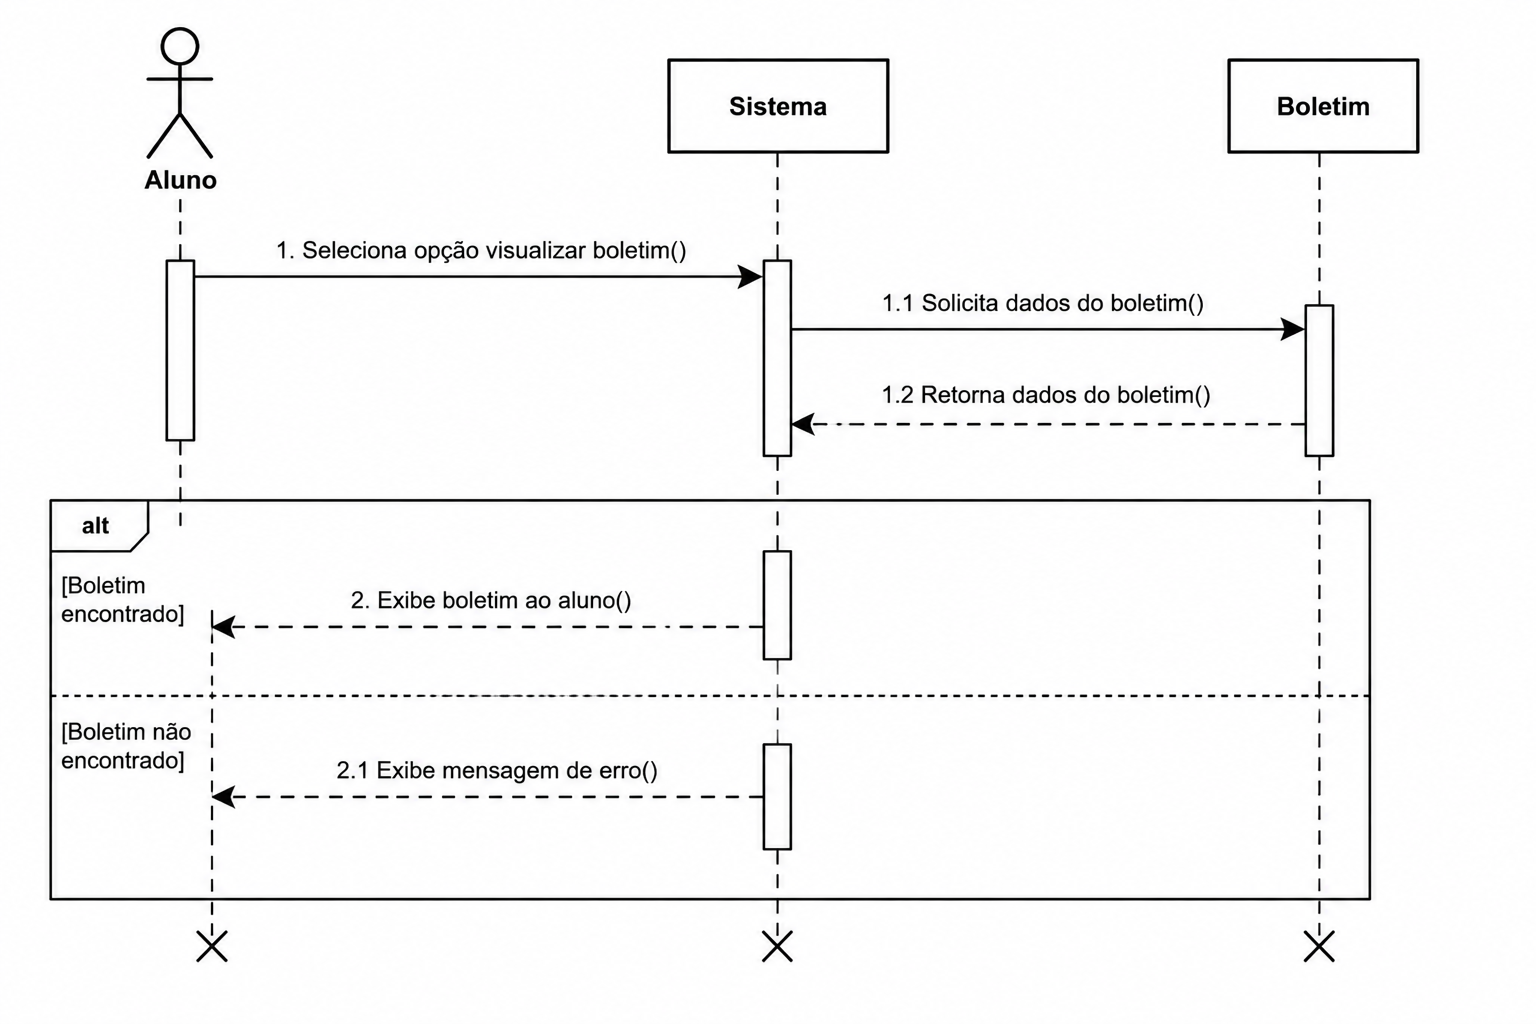 Aluno
Sistema
Boletim
1. Seleciona opção visualizar boletim()
1.1 Solicita dados do boletim()
1.2 Retorna dados do boletim()
alt
[Boletim
encontrado]
2. Exibe boletim ao aluno()
[Boletim não
encontrado]
2.1 Exibe mensagem de erro()